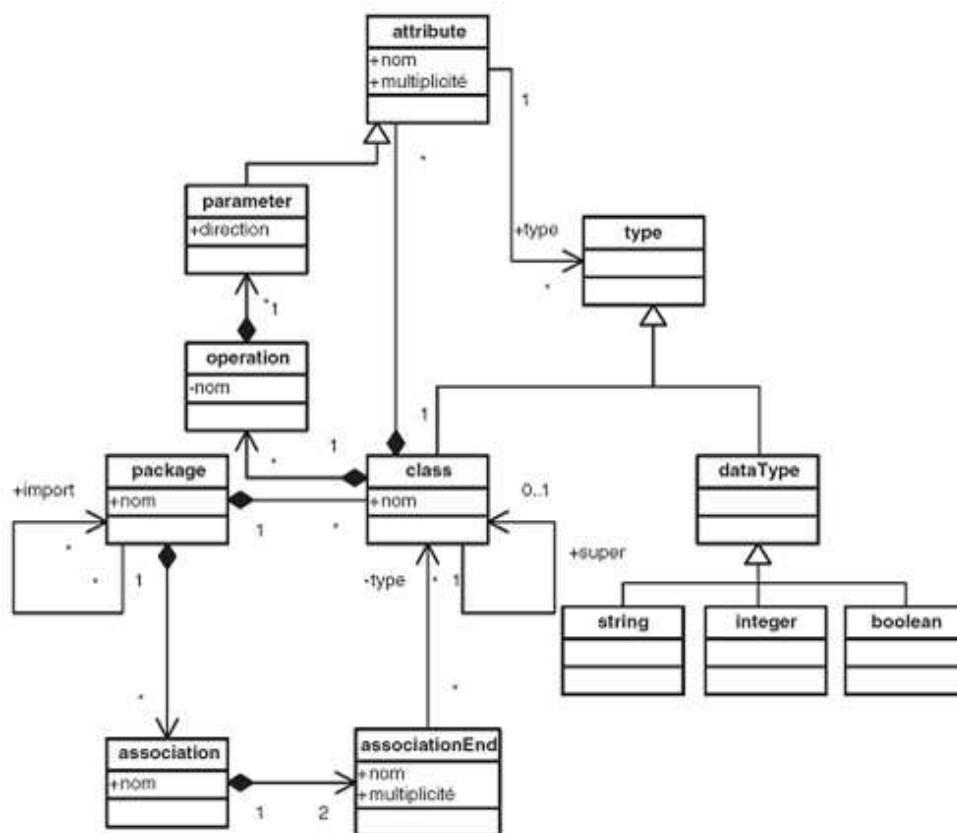 attribute
+nom
+multiplicité
1
*
parameter
+direction
+type
type
*
*
1
operation
-nom
1
1
*
package
+nom
class
+nom
dataType
+import
0..1
1
*
+super
*
*
1
-type
*
1
string
integer
boolean
*
*
association
+nom
associationEnd
+nom
+multiplicité
1
2